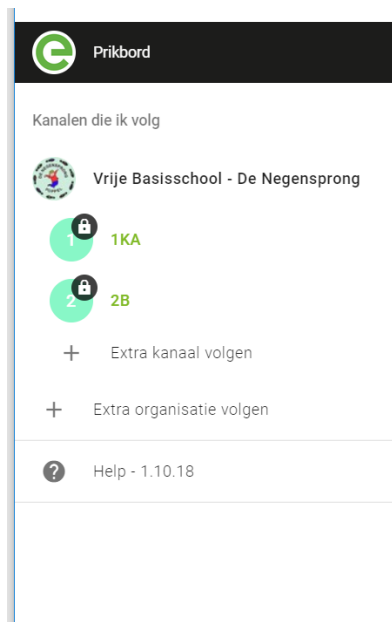 Prikbord
Kanalen die ik volg
Vrije Basisschool - De Negensprong
1
1KA
2
2B
Extra kanaal volgen
Extra organisatie volgen
Help - 1.10.18